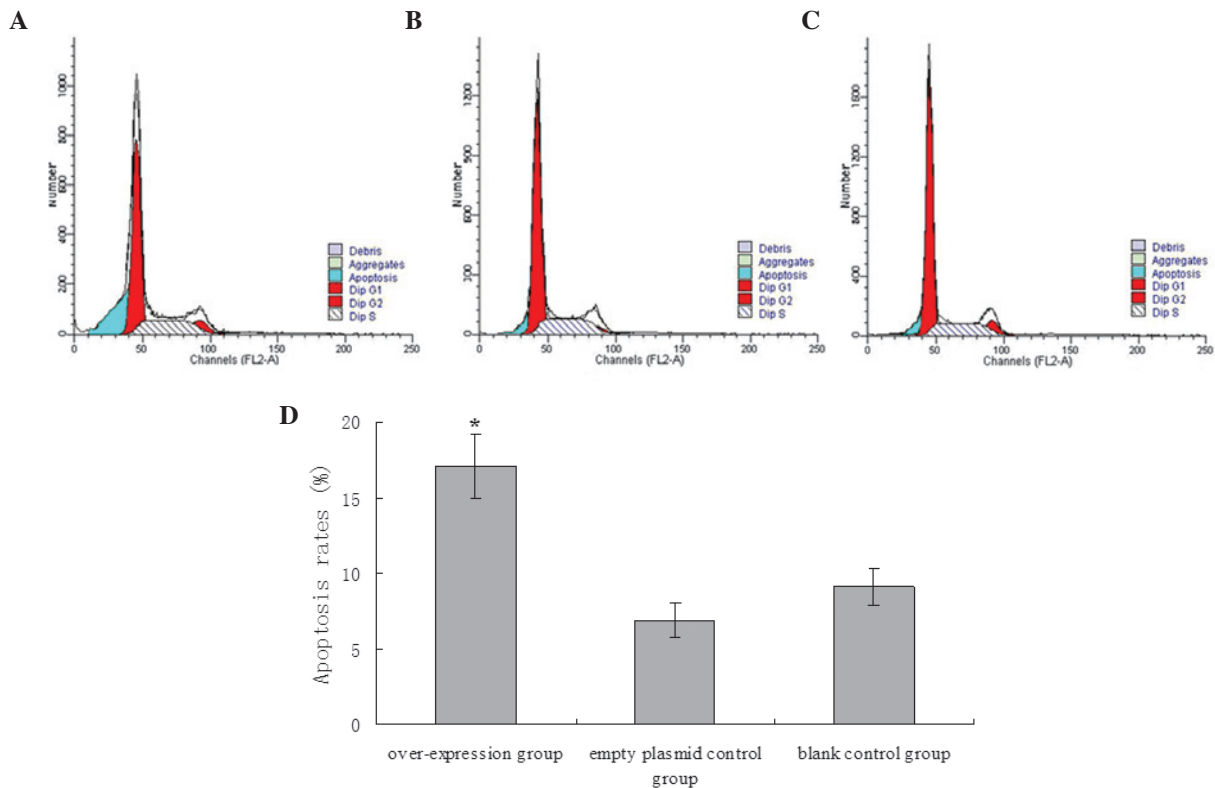 A
B
C
Number
1000
800
600
400
200
0
0
50
100
150
200
250
Channels (FL2-A)
Debris
Aggregates
Apoptosis
Dip G1
Dip G2
Dip S
Number
1200
900
600
300
0
0
50
100
150
200
250
Channels (FL2-A)
Debris
Aggregates
Apoptosis
Dip G1
Dip G2
Dip S
Number
1600
1200
800
400
0
0
50
100
150
200
250
Channels (FL2-A)
Debris
Aggregates
Apoptosis
Dip G1
Dip G2
Dip S
D
Apoptosis rates (%)
20
15
10
5
0
*
over-expression group
empty plasmid control
group
blank control group